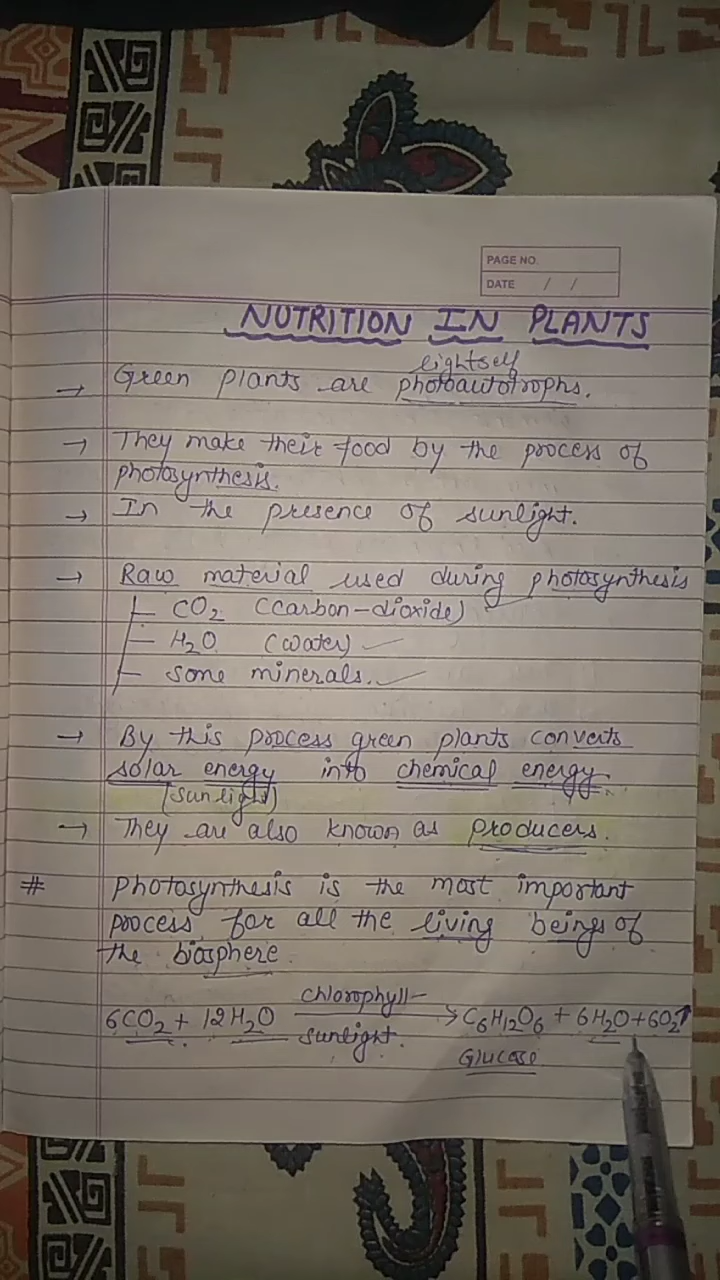 PAGE NO.
DATE / /
NUTRITION IN PLANTS
light self
→ Green plants are photoautotrophs.
→ They make their food by the process of
photosynthesis.
→ In the presence of sunlight.
→ Raw material used during photosynthesis
CO₂ (carbon-dioxide)
H₂O (water)
some minerals.
→ By this process green plants converts
solar energy into chemical energy.
(sunlight)
→ They are also known as producers.
# Photosynthesis is the most important
process for all the living beings of
the biosphere.
chlorophyll
6CO₂ + 12H₂O → C₆H₁₂O₆ + 6H₂O + 6O₂↑
sunlight.
Glucose